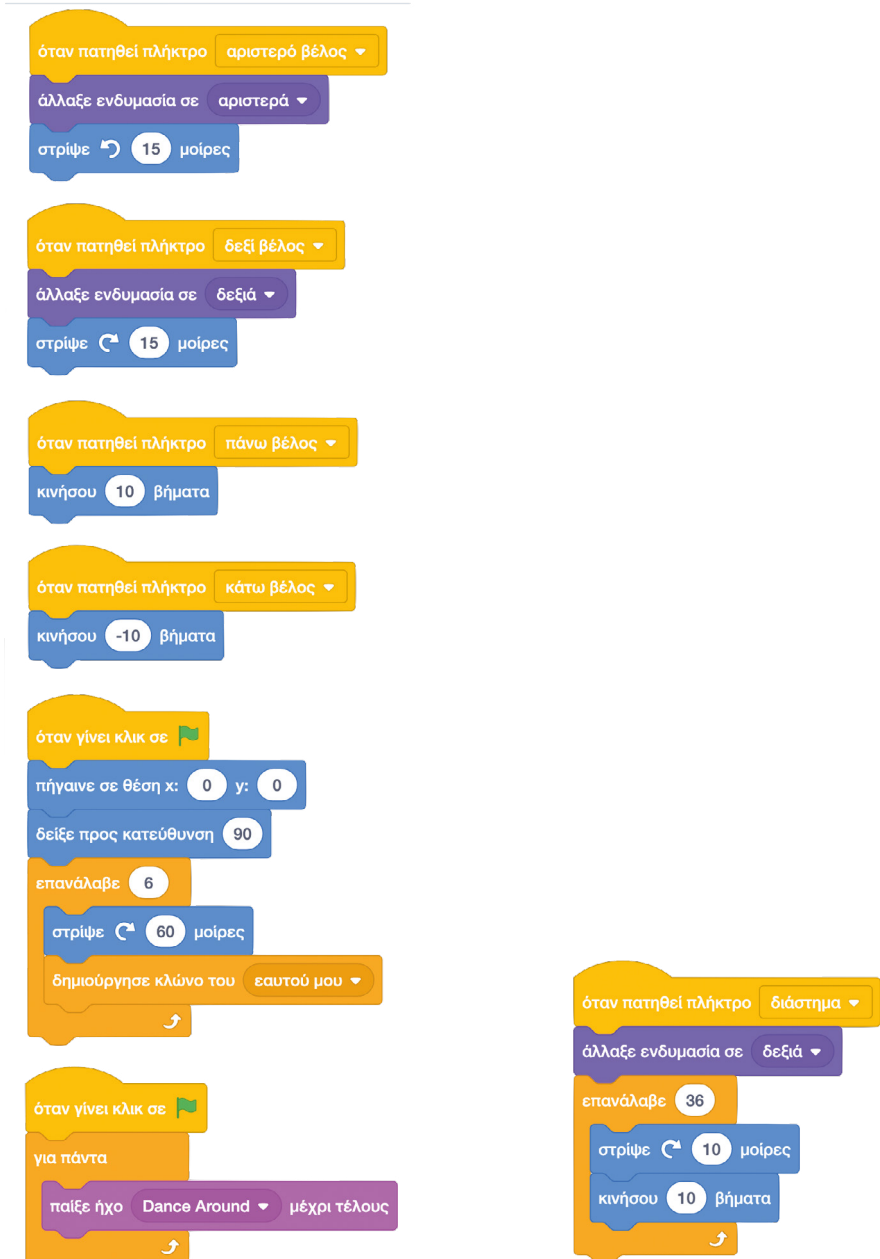 όταν πατηθεί πλήκτρο αριστερό βέλος
άλλαξε ενδυμασία σε αριστερά
στρίψε 15 μοίρες
όταν πατηθεί πλήκτρο δεξί βέλος
άλλαξε ενδυμασία σε δεξιά
στρίψε 15 μοίρες
όταν πατηθεί πλήκτρο πάνω βέλος
κινήσου 10 βήματα
όταν πατηθεί πλήκτρο κάτω βέλος
κινήσου -10 βήματα
όταν γίνει κλικ σε
πήγαινε σε θέση x: 0 y: 0
δείξε προς κατεύθυνση 90
επανάλαβε 6
στρίψε 60 μοίρες
δημιούργησε κλώνο του εαυτού μου
όταν γίνει κλικ σε
για πάντα
παίξε ήχο Dance Around μέχρι τέλους
όταν πατηθεί πλήκτρο διάστημα
άλλαξε ενδυμασία σε δεξιά
επανάλαβε 36
στρίψε 10 μοίρες
κινήσου 10 βήματα